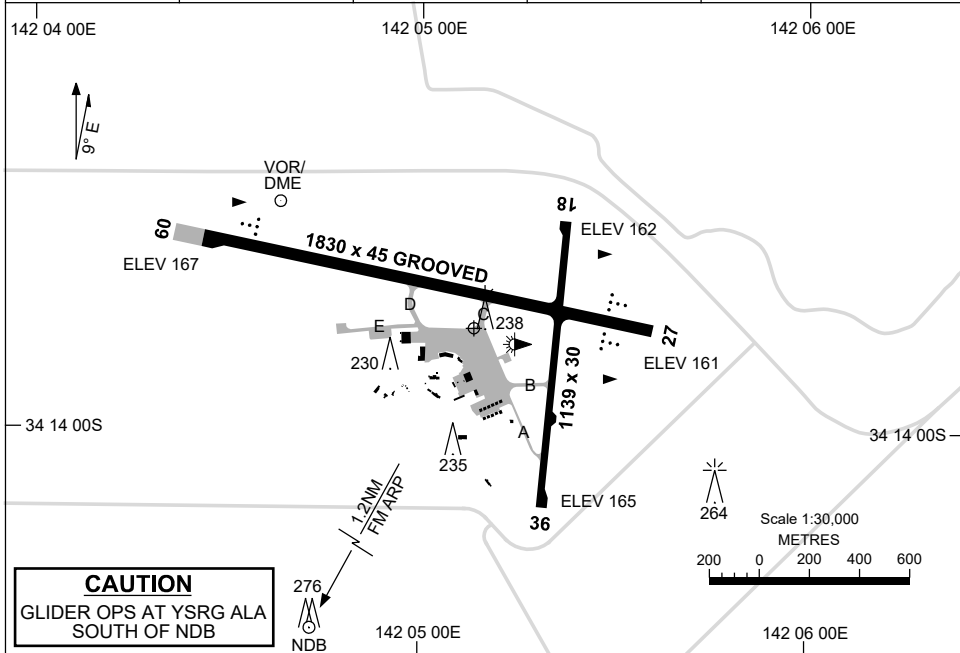 142 04 00E
142 05 00E
142 06 00E
9° E
VOR/
DME
09
ELEV 167
1830 x 45 GROOVED
18
ELEV 162
D
C
238
E
230
27
ELEV 161
1139 x 30
B
A
34 14 00S
34 14 00S
235
1.2NM
FM ARP
ELEV 165
36
264
Scale 1:30,000
METRES
200 0 200 400 600
CAUTION
GLIDER OPS AT YSRG ALA
SOUTH OF NDB
276
NDB
142 05 00E
142 06 00E